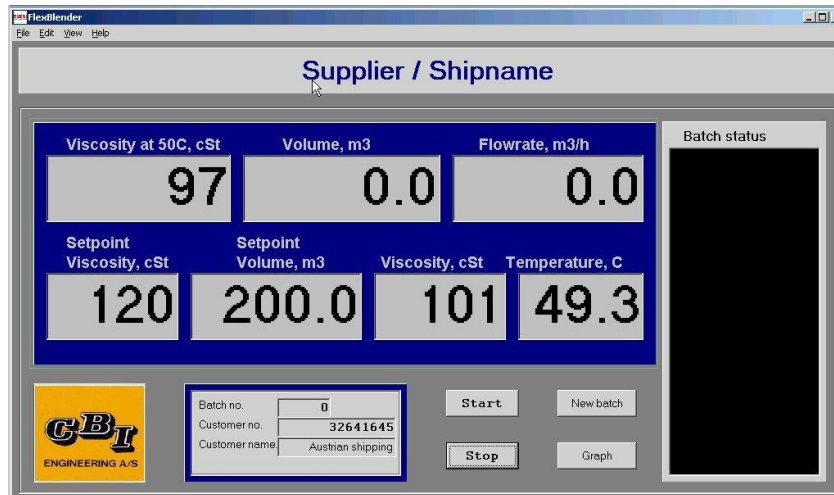 FlexBlender
File Edit View Help
Supplier / Shipname
Viscosity at 50C, cSt Volume, m3 Flowrate, m3/h
97 0.0 0.0
Setpoint Setpoint
Viscosity, cSt Volume, m3 Viscosity, cSt Temperature, C
120 200.0 101 49.3
Batch status
CBI
ENGINEERING A/S
Batch no. 0
Customer no. 32641645
Customer name. Austrian shipping
Start New batch
Stop Graph